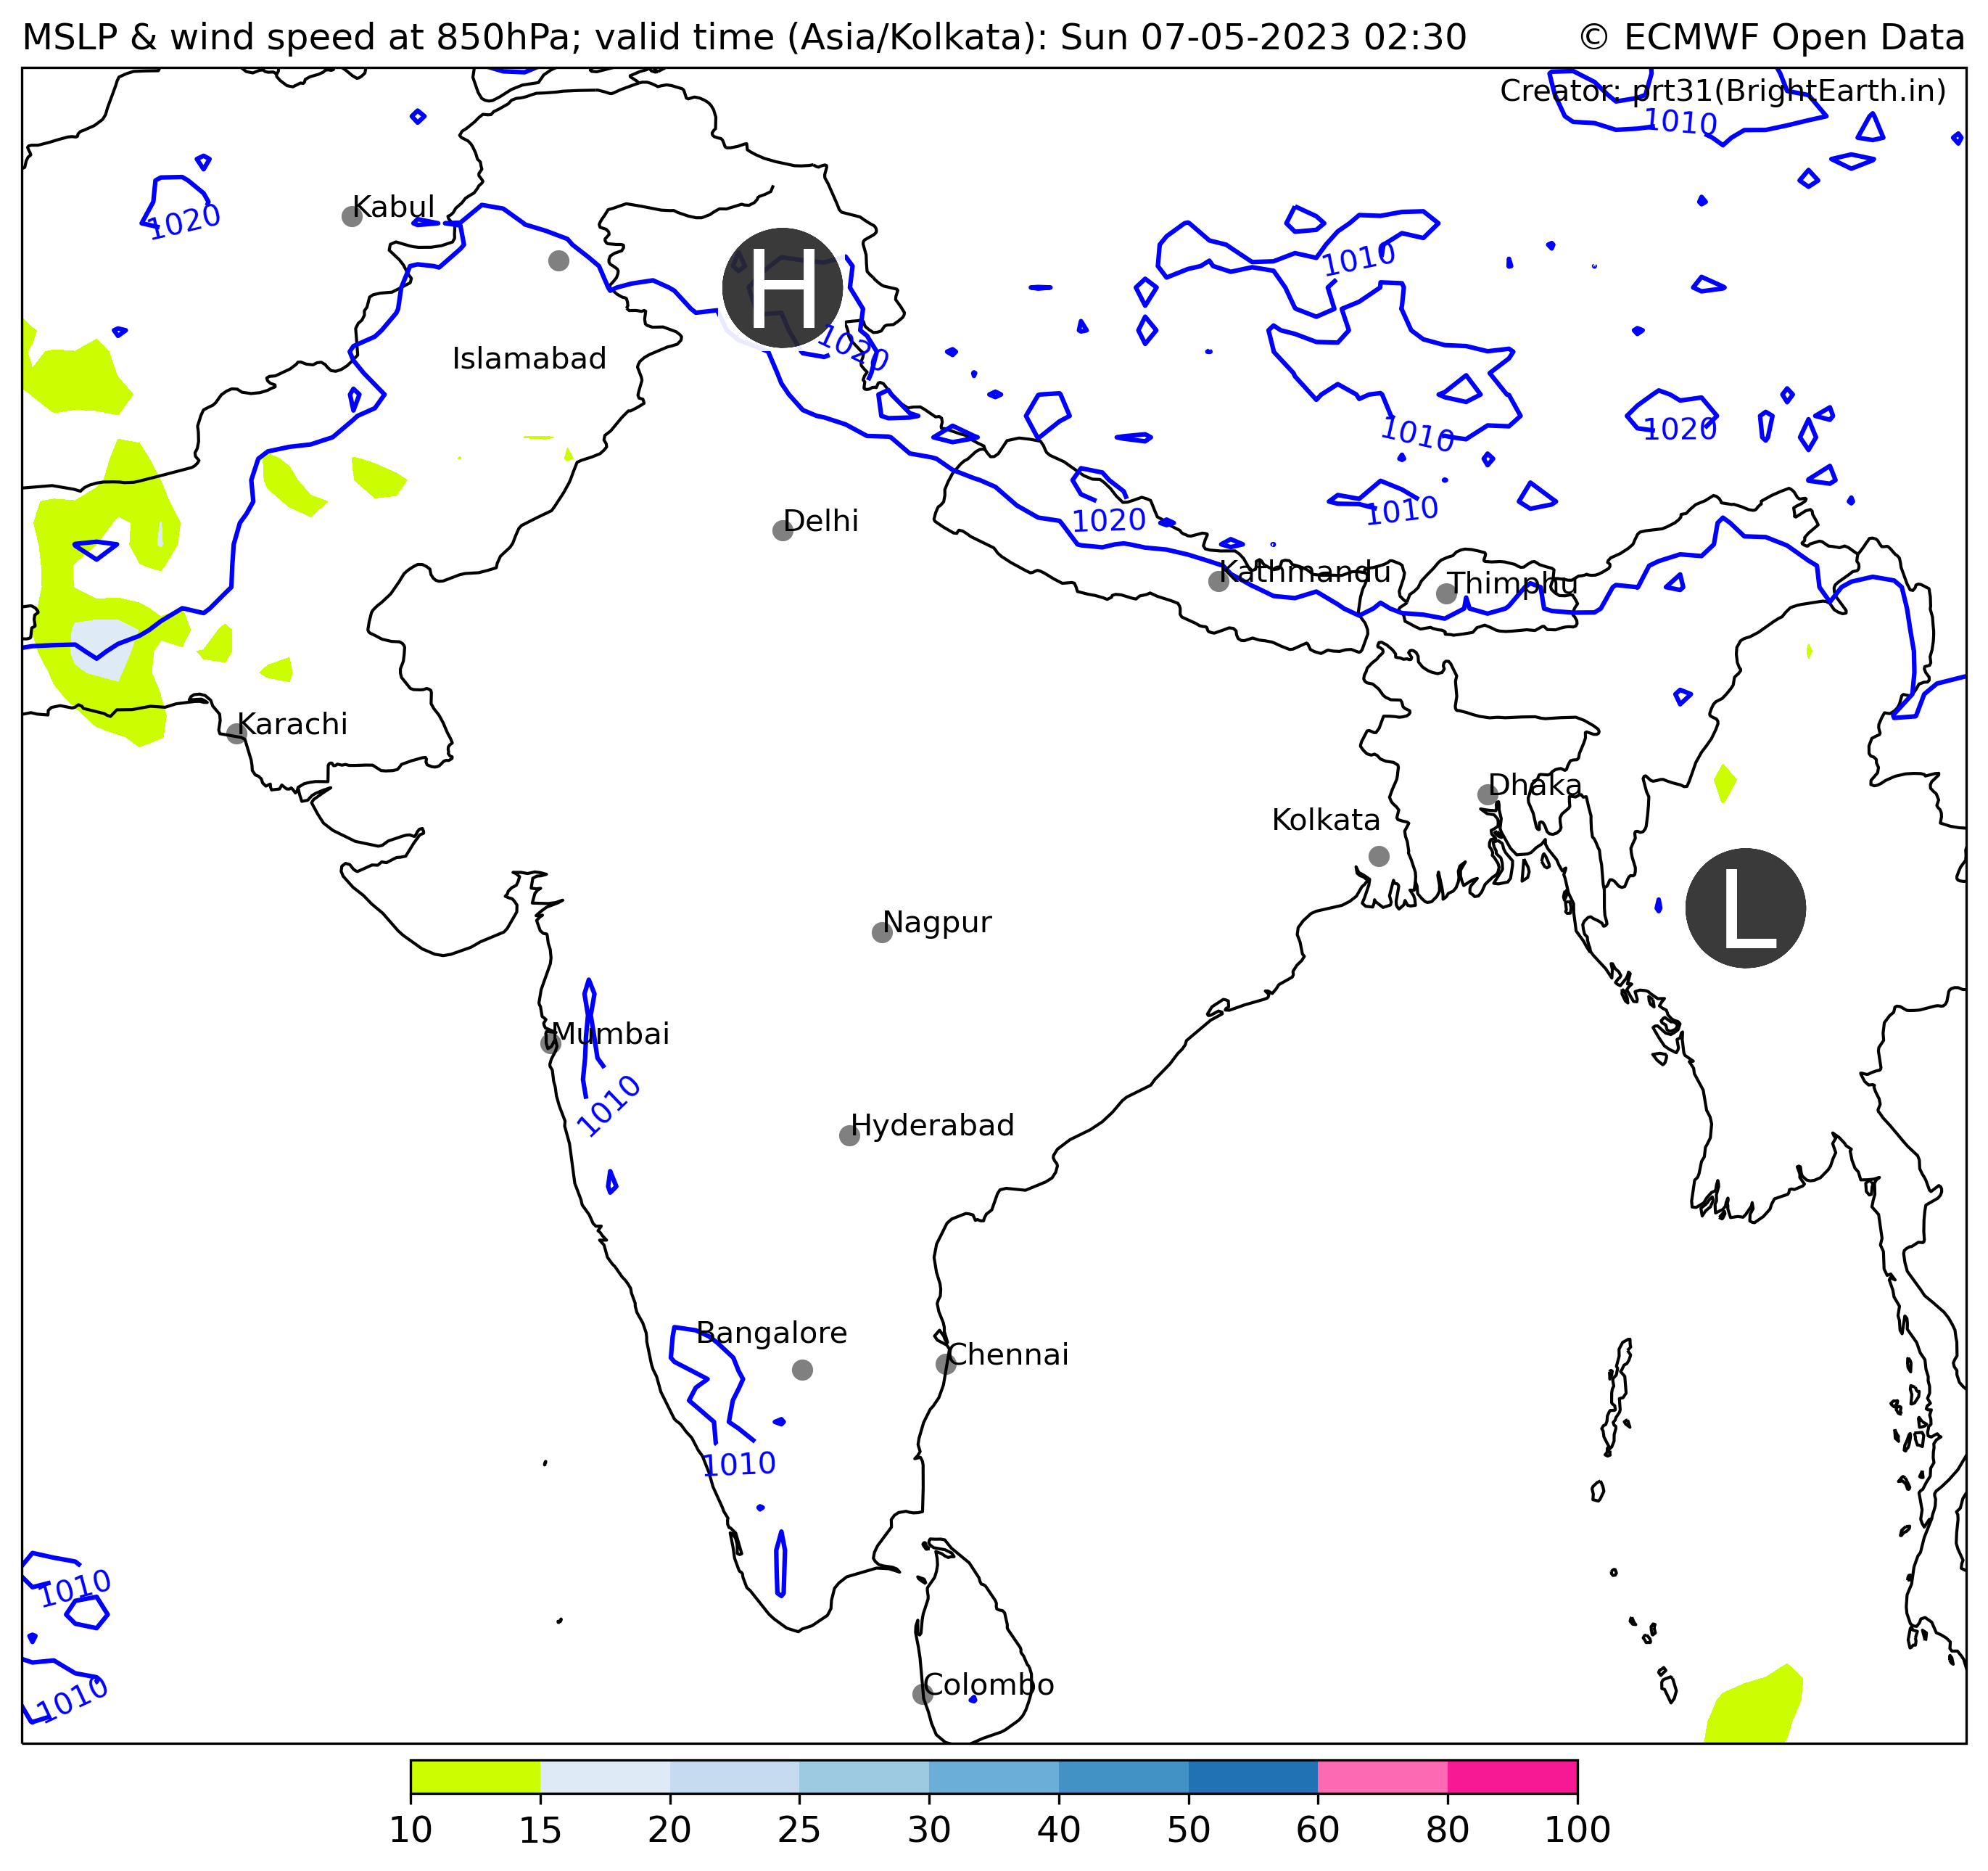 MSLP & wind speed at 850hPa; valid time (Asia/Kolkata): Sun 07-05-2023 02:30
© ECMWF Open Data
Creator: prt31(BrightEarth.in)
1010
Kabul
1020
1010
H
1020
Islamabad
1010
1020
1010
1020
Delhi
Kathmandu
Thimphu
Karachi
Dhaka
Kolkata
L
Nagpur
Mumbai
1010
Hyderabad
Bangalore
Chennai
1010
1010
1010
Colombo
10 15 20 25 30 40 50 60 80 100